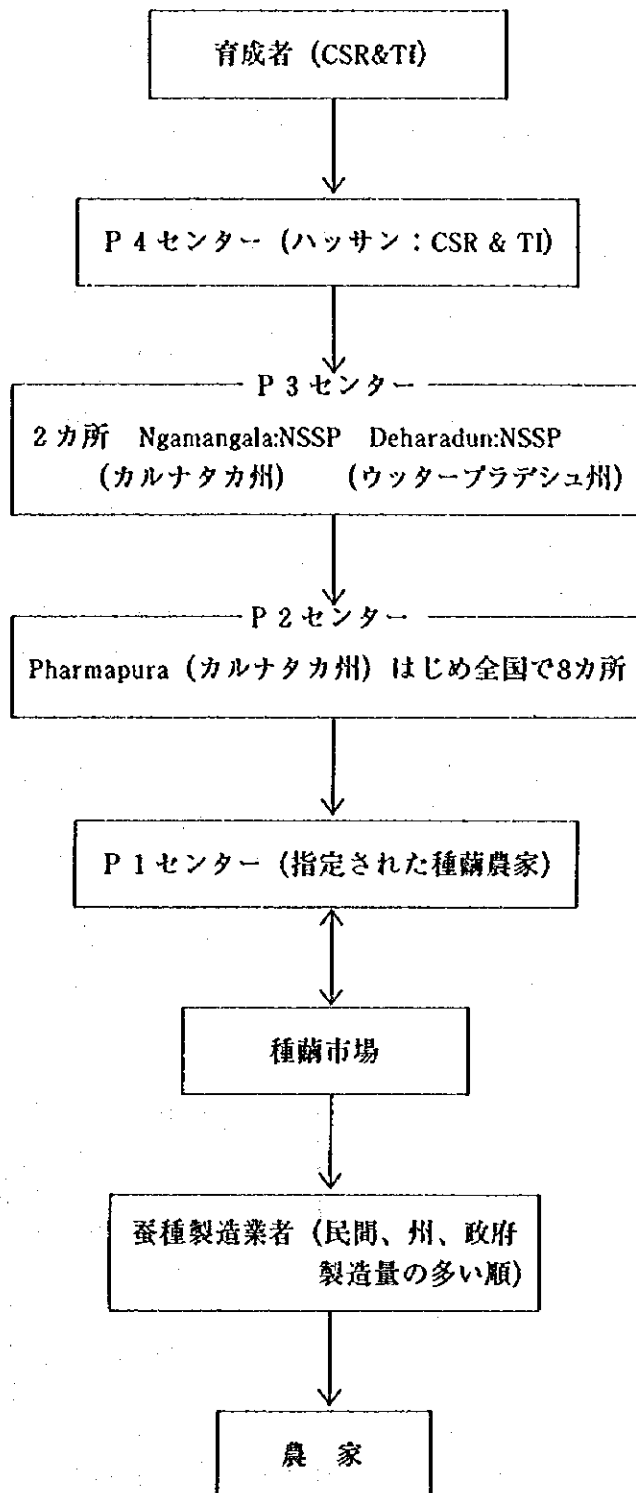 育成者 (CSR&TI)
P4センター (ハッサン:CSR & TI)
P3センター
2カ所 Ngamangala:NSSP Deharadun:NSSP
(カルナタカ州) (ウッタープラデシュ州)
P2センター
Pharmapura (カルナタカ州) はじめ全国で8カ所
P1センター (指定された種繭農家)
種繭市場
蚕種製造業者 (民間、州、政府
製造量の多い順)
農 家